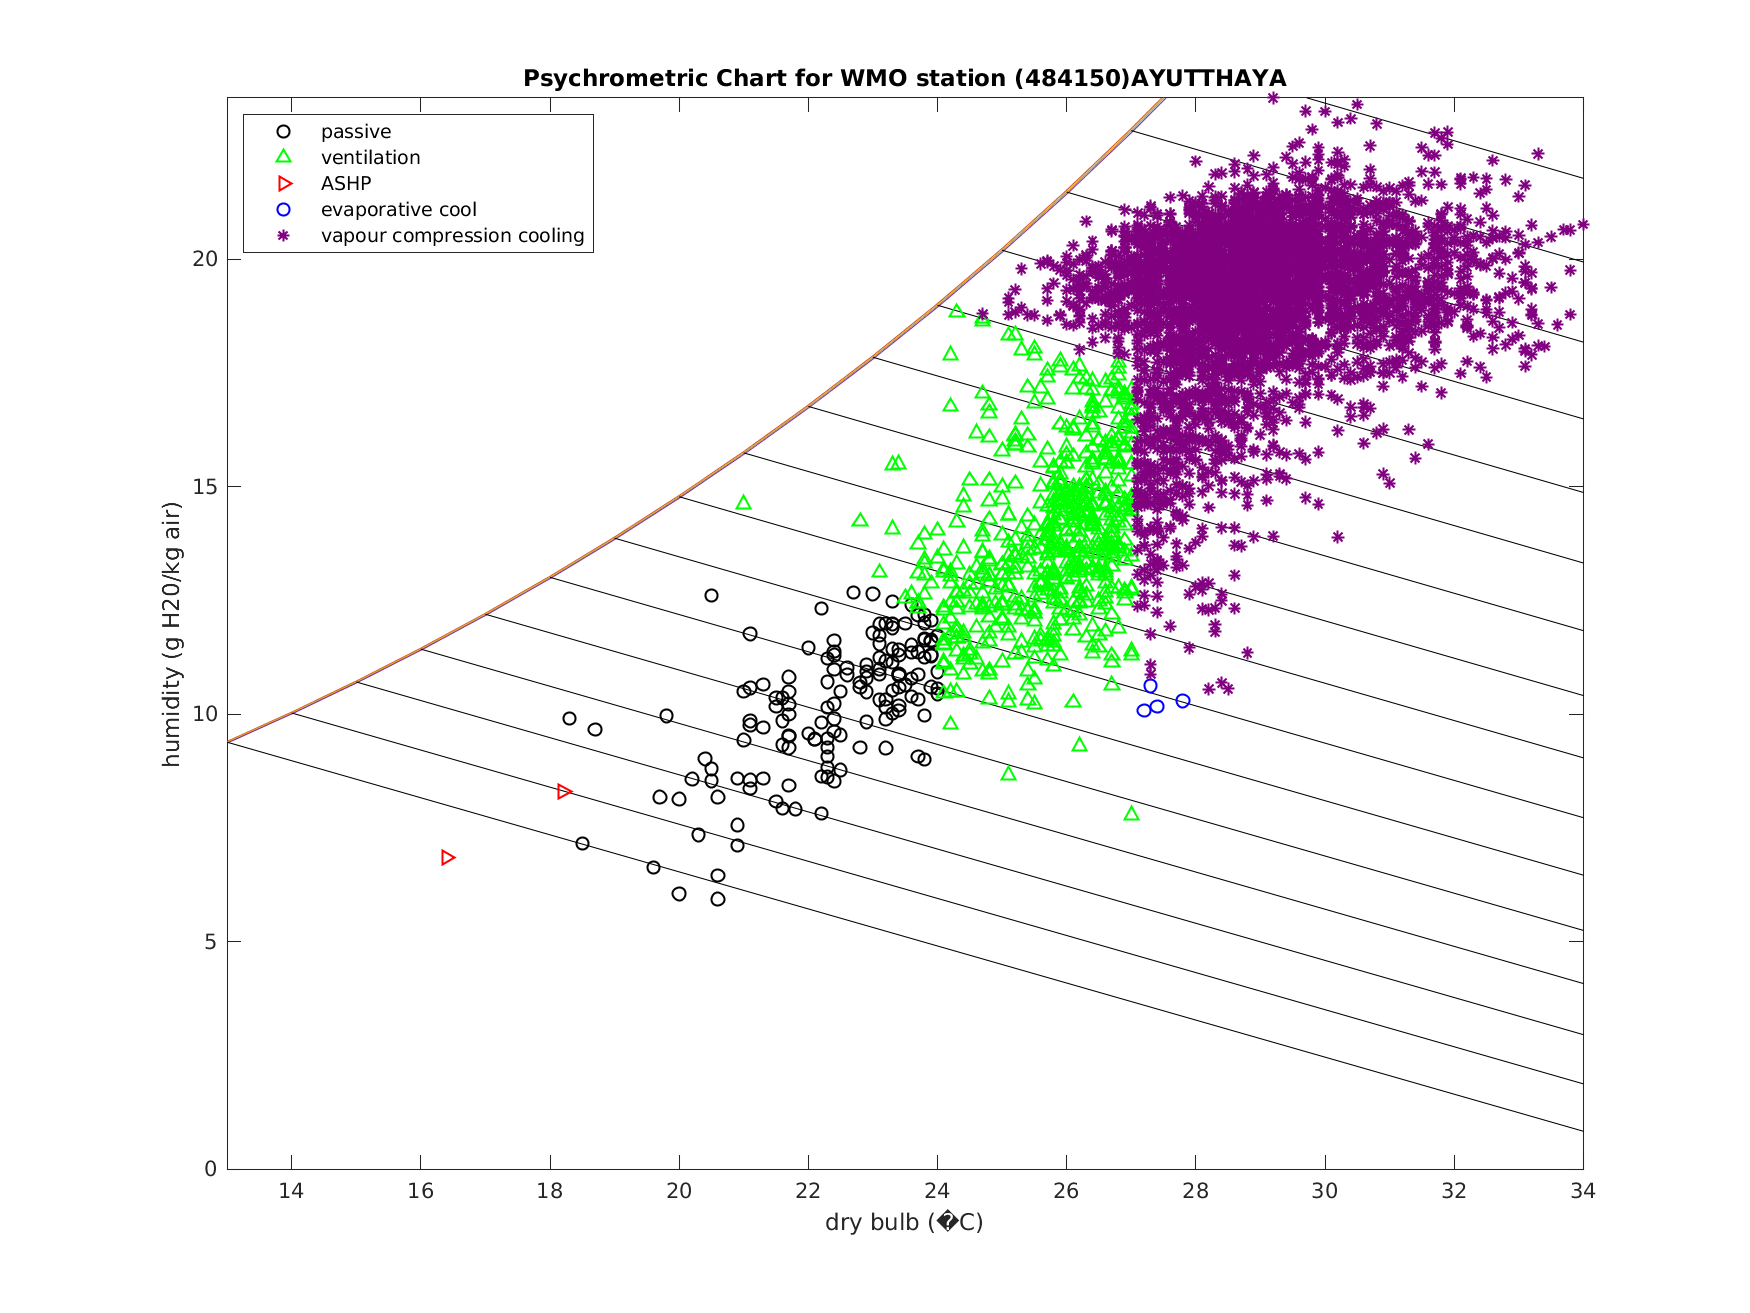 Psychrometric Chart for WMO station (484150)AYUTTHAYA
passive
ventilation
ASHP
evaporative cool
vapour compression cooling
humidity (g H20/kg air)
20
15
10
5
0
14 16 18 20 22 24 26 28 30 32 34
dry bulb (�C)